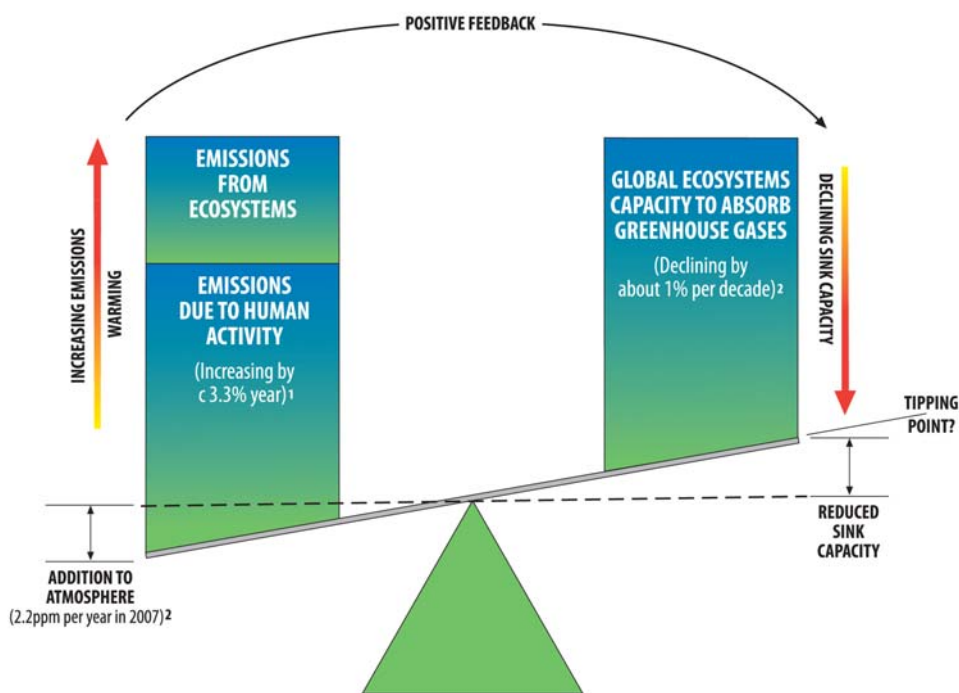 POSITIVE FEEDBACK
INCREASING EMISSIONS
WARMING
EMISSIONS
FROM
ECOSYSTEMS
EMISSIONS
DUE TO HUMAN
ACTIVITY
(Increasing by
c 3.3% year)¹
GLOBAL ECOSYSTEMS
CAPACITY TO ABSORB
GREENHOUSE GASES
(Declining by
about 1% per decade)²
DECLINING SINK CAPACITY
TIPPING
POINT?
REDUCED
SINK
CAPACITY
ADDITION TO
ATMOSPHERE
(2.2ppm per year in 2007)²